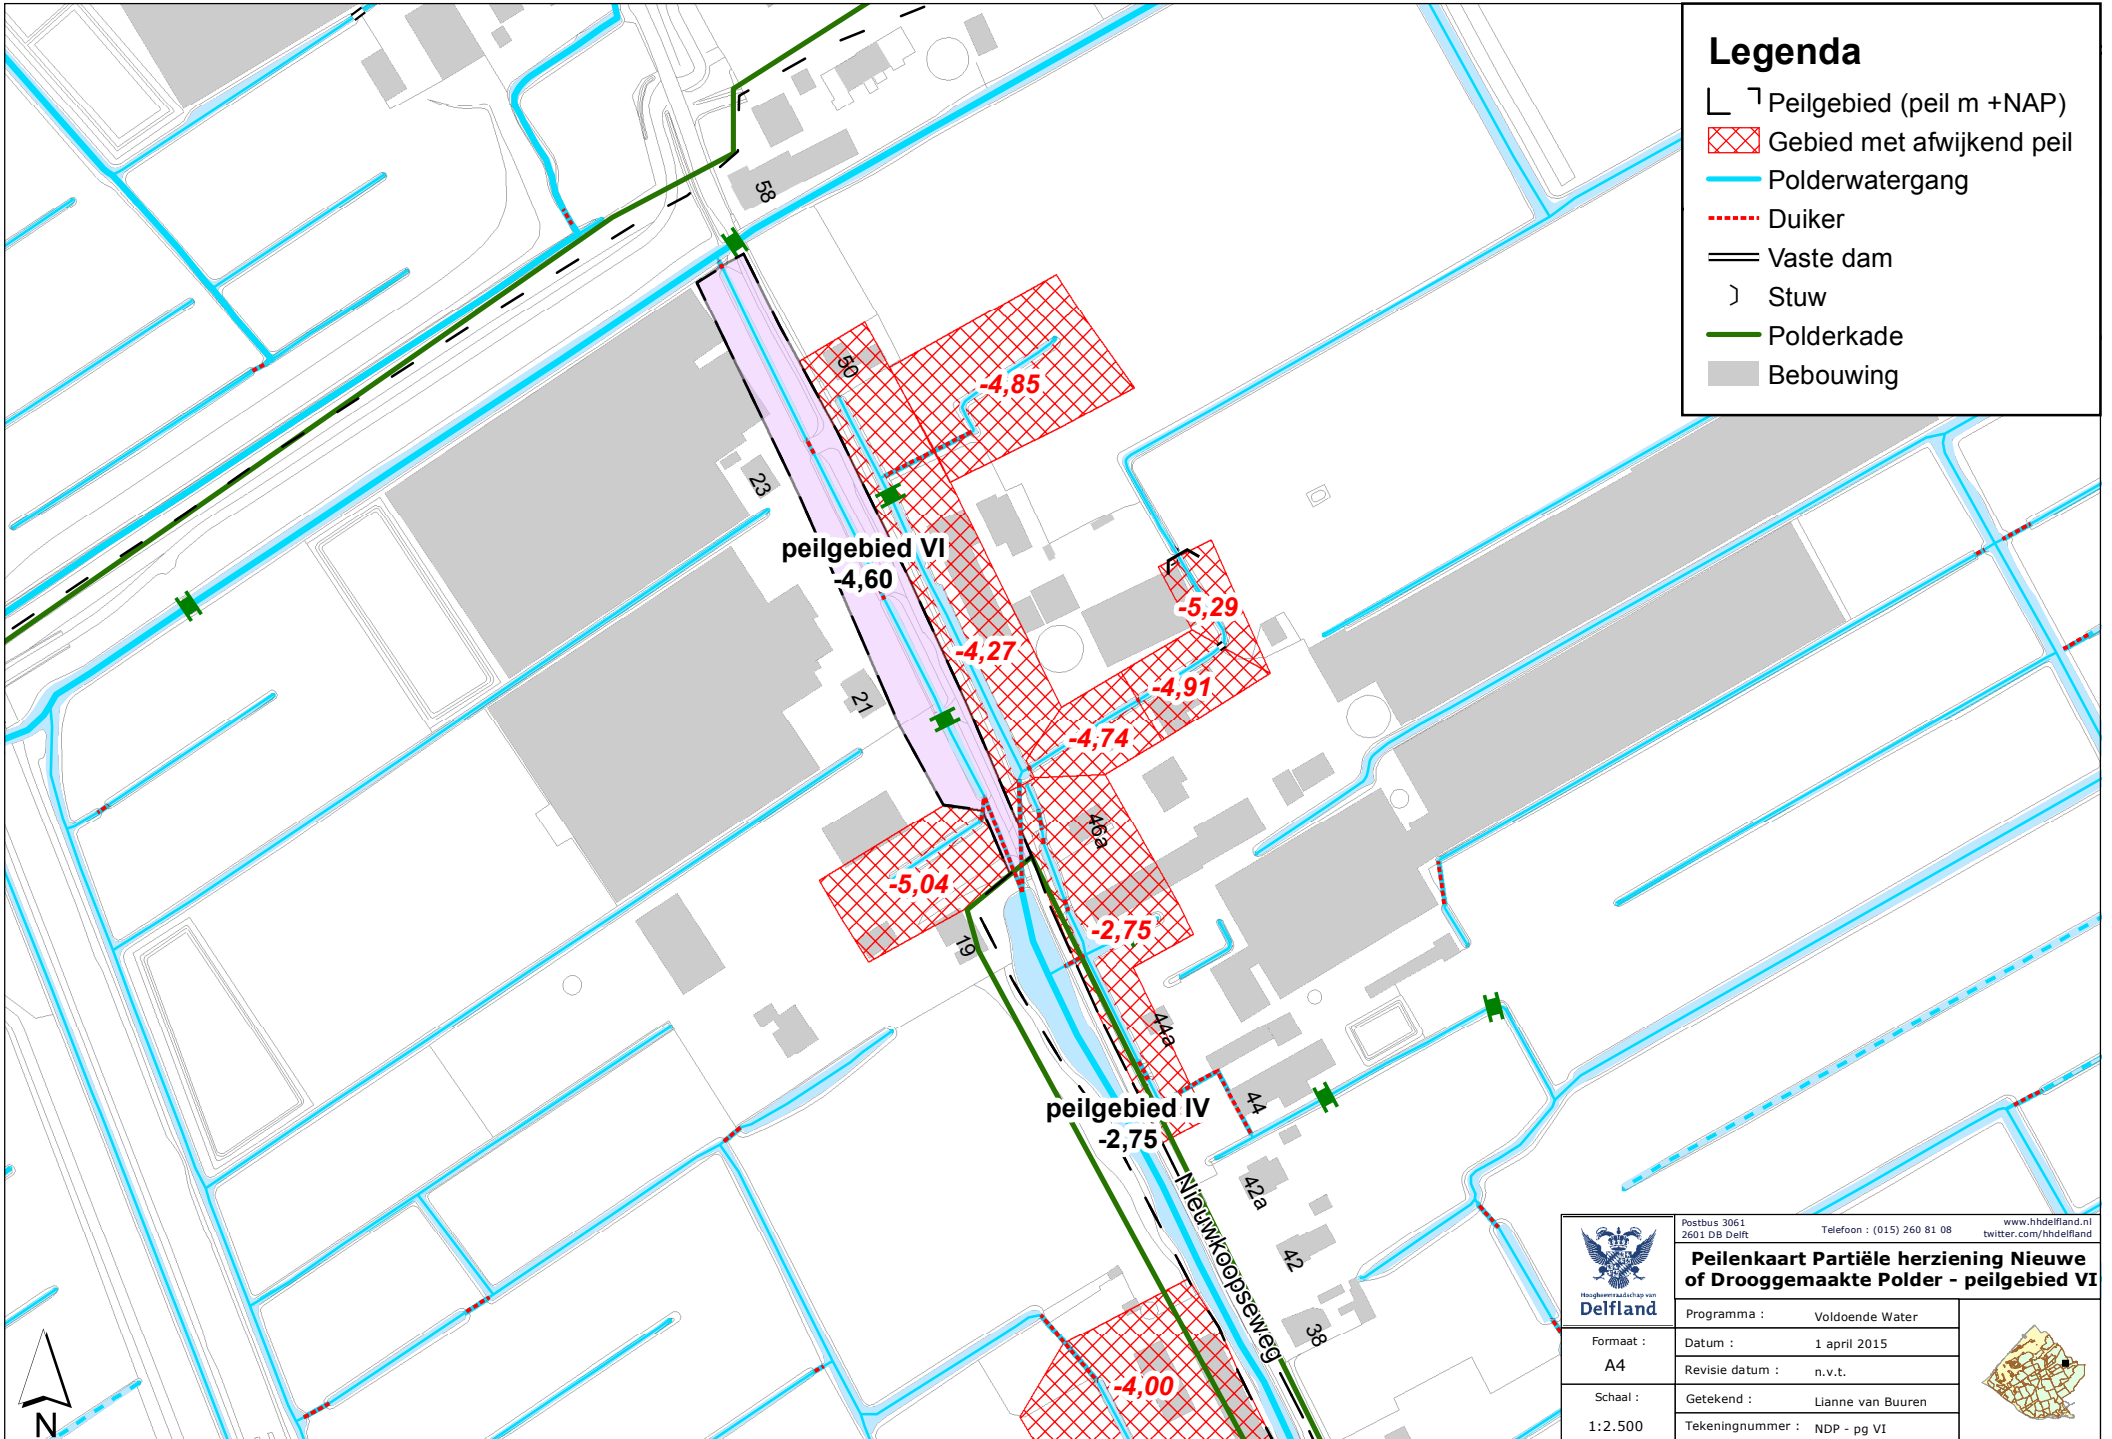 Legenda
Peilgebied (peil m +NAP)
Gebied met afwijkend peil
Polderwatergang
Duiker
Vaste dam
Stuw
Polderkade
Bebouwing
58
50
-4,85
23
peilgebied VI
-4,60
-5,29
-4,27
-4,91
21
-4,74
46a
-5,04
-2,75
19
44a
44
peilgebied IV
-2,75
42a
Nieuwkoopseweg
42
38
-4,00
N
Postbus 3061
2601 DB Delft
Telefoon : (015) 260 81 08
www.hhdelfland.nl
twitter.com/hhdelfland
Hoogheemraadschap van
Delfland
Peilenkaart Partiële herziening Nieuwe
of Drooggemaakte Polder - peilgebied VI
Programma : Voldoende Water
Formaat :
A4
Datum : 1 april 2015
Revisie datum : n.v.t.
Schaal :
1:2.500
Getekend : Lianne van Buuren
Tekeningnummer : NDP - pg VI